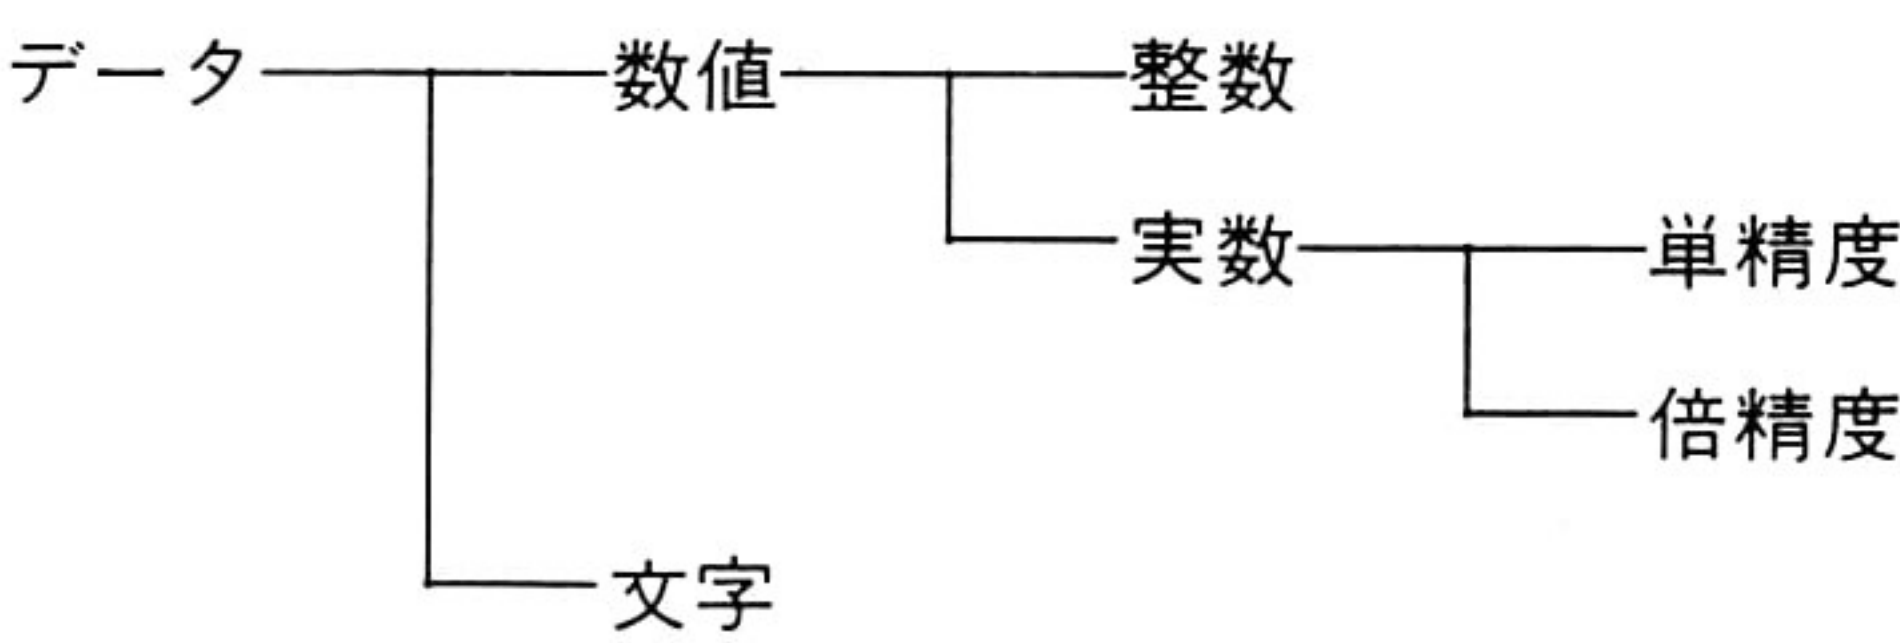 データ 数値 整数
実数 単精度
倍精度
文字